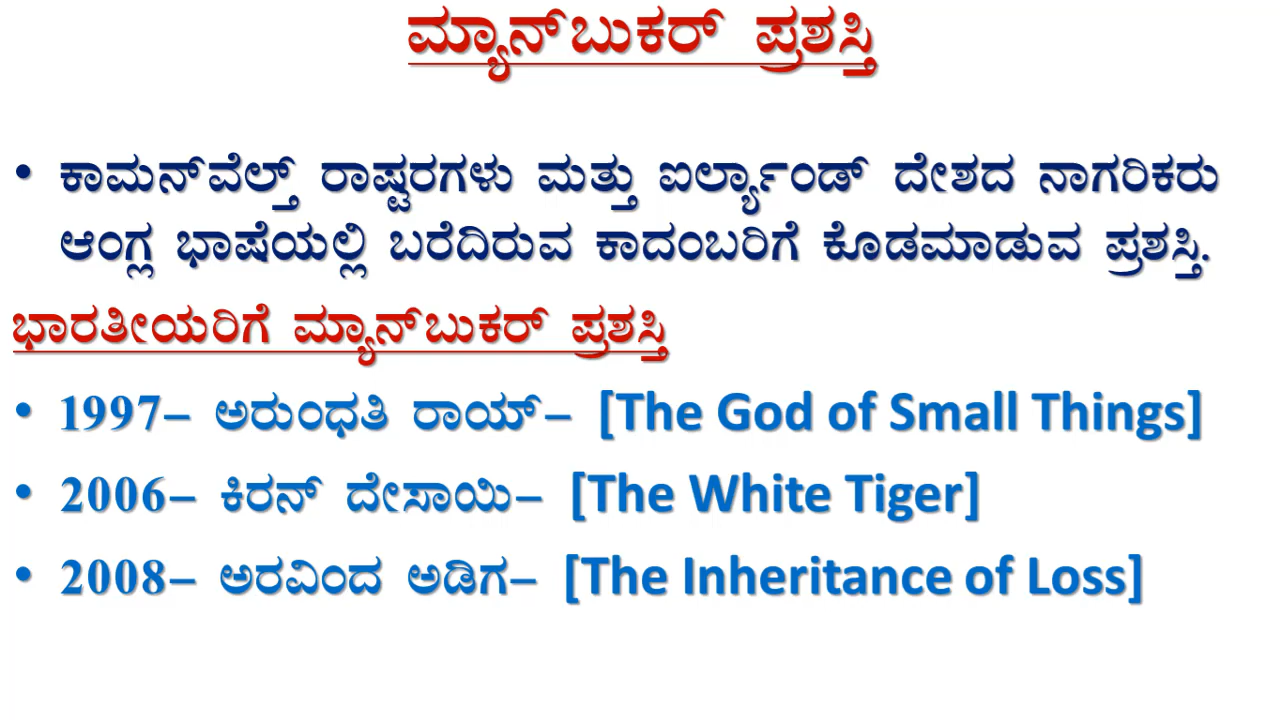 ಮ್ಯಾನ್‌ಬುಕರ್ ಪ್ರಶಸ್ತಿ
• ಕಾಮನ್‌ವೆಲ್ತ್ ರಾಷ್ಟರಗಳು ಮತ್ತು ಐರ್ಲ್ಯಾಂಡ್ ದೇಶದ ನಾಗರಿಕರು
ಆಂಗ್ಲ ಭಾಷೆಯಲ್ಲಿ ಬರೆದಿರುವ ಕಾದಂಬರಿಗೆ ಕೊಡಮಾಡುವ ಪ್ರಶಸ್ತಿ.
ಭಾರತೀಯರಿಗೆ ಮ್ಯಾನ್‌ಬುಕರ್ ಪ್ರಶಸ್ತಿ
• 1997– ಅರುಂಧತಿ ರಾಯ್– [The God of Small Things]
• 2006– ಕಿರನ್ ದೇಸಾಯಿ– [The White Tiger]
• 2008– ಅರವಿಂದ ಅಡಿಗ– [The Inheritance of Loss]